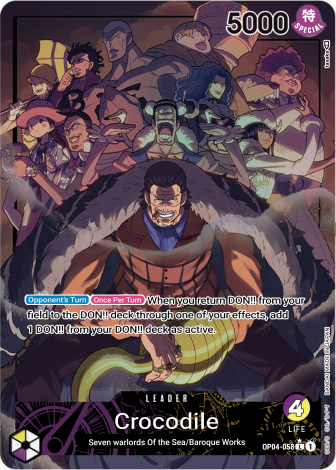 5000
特
SPECIAL
Opponent's Turn Once Per Turn When you return DON!! from your
field to the DON!! deck through one of your effects, add
1 DON!! from your DON!! deck as active.
LEADER
Crocodile
4
LIFE
Seven warlords Of the Sea/Baroque Works
OP04-058 L 1